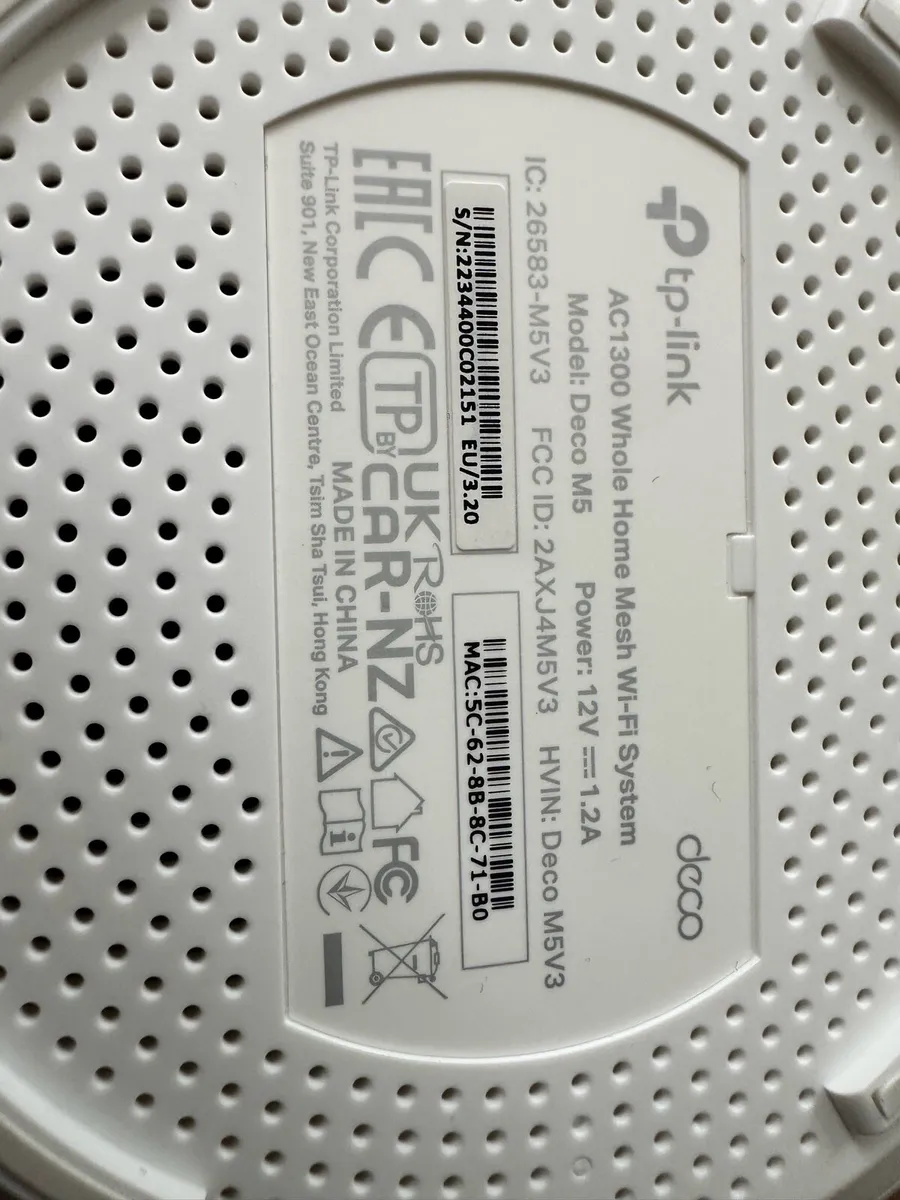 tp-link
deco
AC1300 Whole Home Mesh Wi-Fi System
Model: Deco M5 Power: 12V ⎓ 1.2A
IC: 26583-M5V3 FCC ID: 2AXJ4M5V3 HVIN: Deco M5V3
S/N:2234400C02151 EU/3.20
MAC:5C-62-8B-8C-71-B0
EAC CE UK RoHS FC
TP BY CAR-NZ
TP-Link Corporation Limited MADE IN CHINA
Suite 901, New East Ocean Centre, Tsim Sha Tsui, Hong Kong